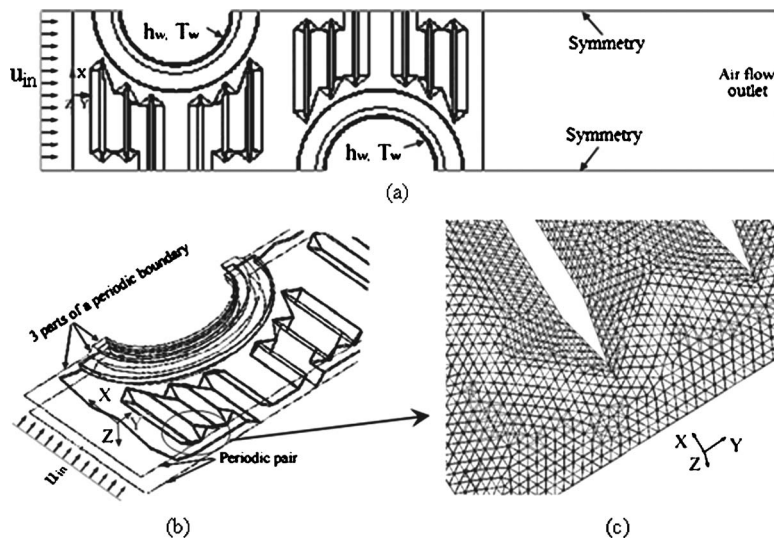 h_w, T_w
Symmetry
u_in
X
Z Y
Air flow
outlet
Symmetry
h_w, T_w
(a)
3 parts of a periodic boundary
X
Y
Z
Periodic pair
u_in
X
Y
Z
(b)
(c)